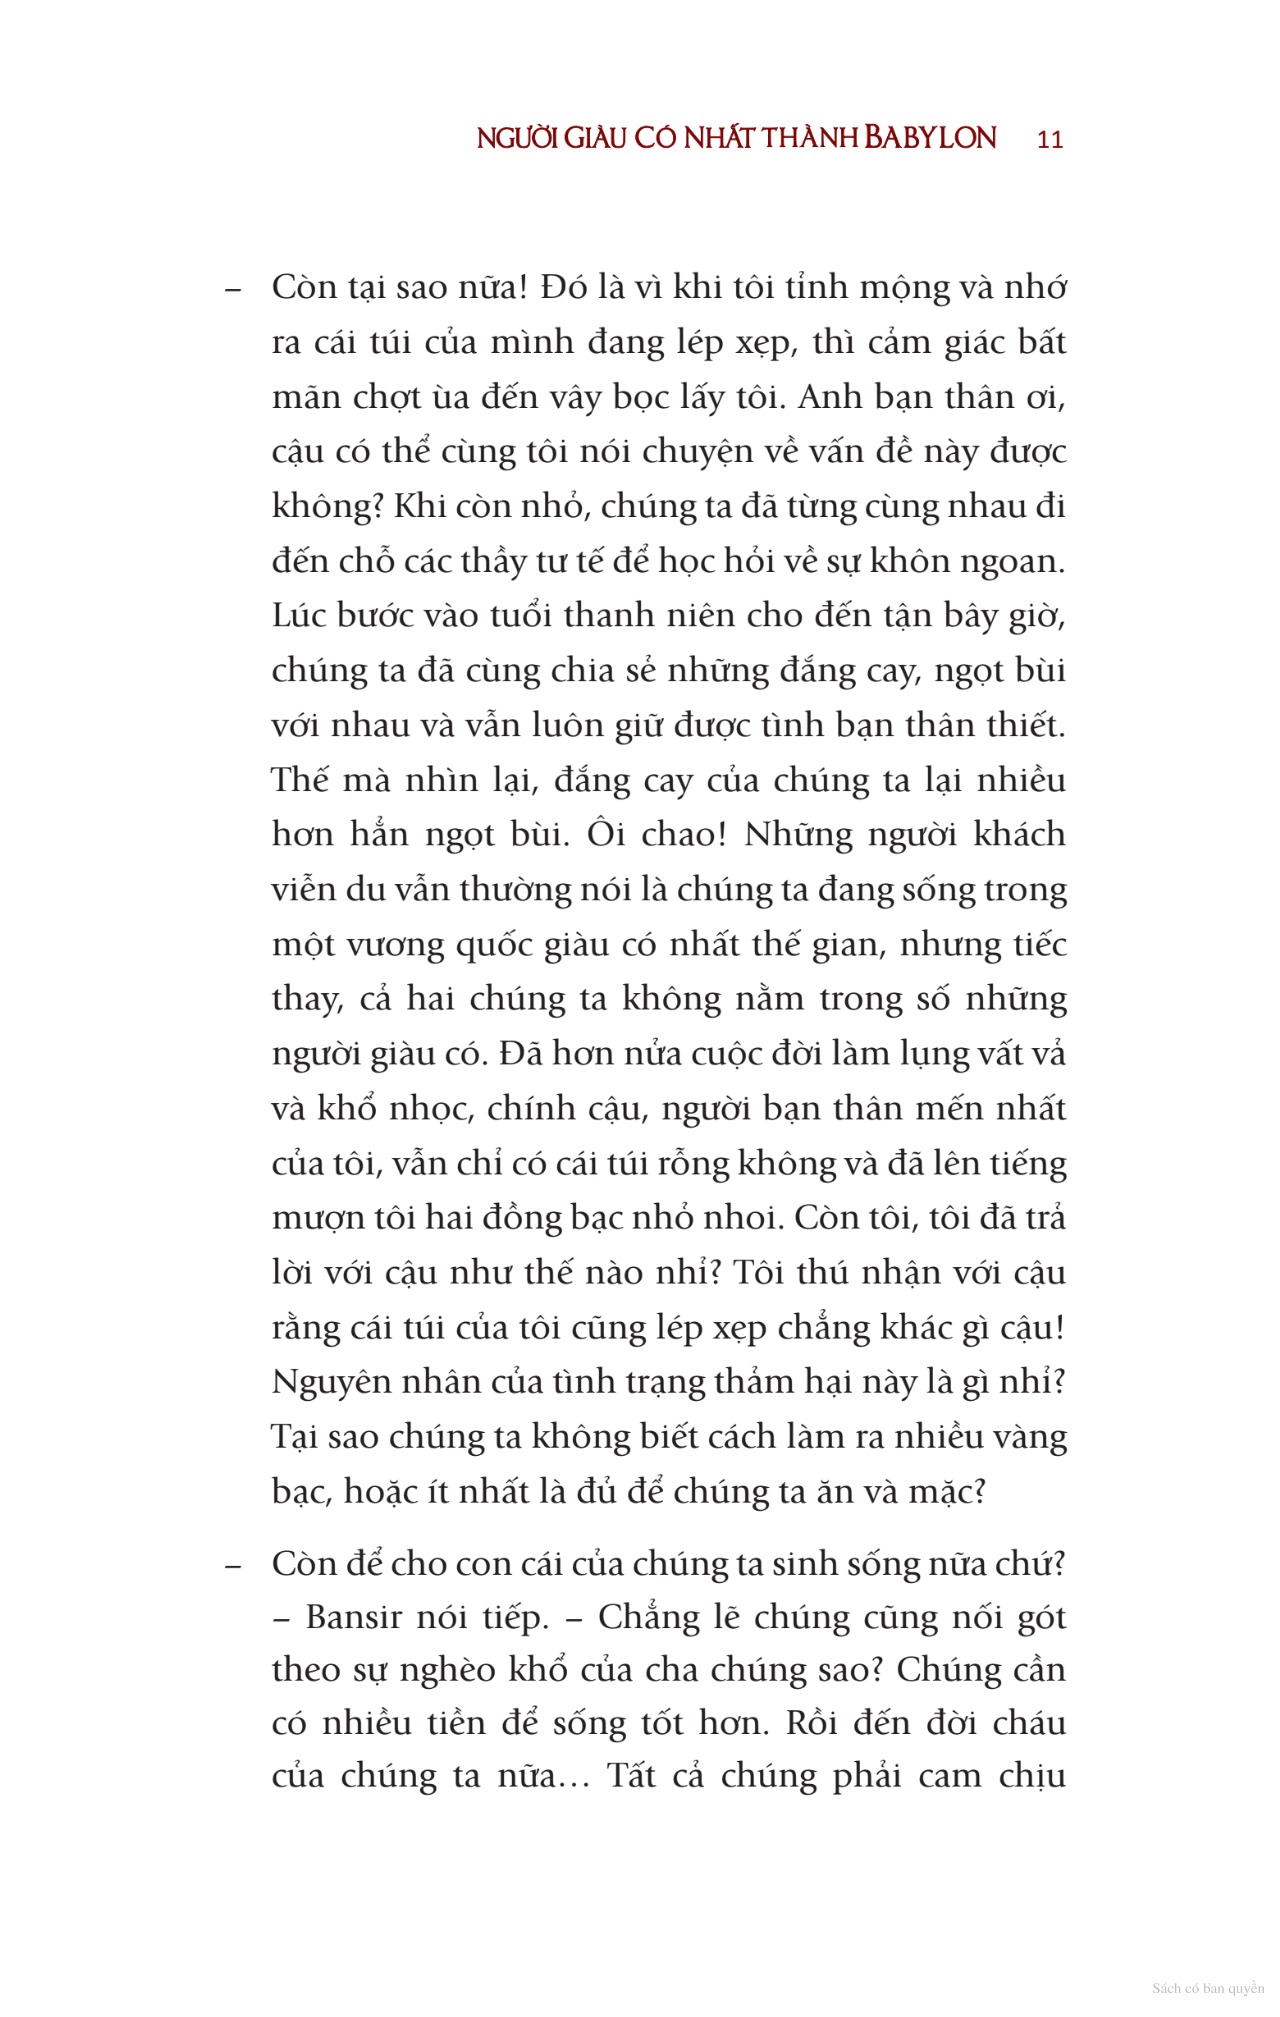 NGƯỜI GIÀU CÓ NHẤT THÀNH BABYLON 11
– Còn tại sao nữa! Đó là vì khi tôi tỉnh mộng và nhớ
ra cái túi của mình đang lép xẹp, thì cảm giác bất
mãn chợt ùa đến vây bọc lấy tôi. Anh bạn thân ơi,
cậu có thể cùng tôi nói chuyện về vấn đề này được
không? Khi còn nhỏ, chúng ta đã từng cùng nhau đi
đến chỗ các thầy tư tế để học hỏi về sự khôn ngoan.
Lúc bước vào tuổi thanh niên cho đến tận bây giờ,
chúng ta đã cùng chia sẻ những đắng cay, ngọt bùi
với nhau và vẫn luôn giữ được tình bạn thân thiết.
Thế mà nhìn lại, đắng cay của chúng ta lại nhiều
hơn hẳn ngọt bùi. Ôi chao! Những người khách
viễn du vẫn thường nói là chúng ta đang sống trong
một vương quốc giàu có nhất thế gian, nhưng tiếc
thay, cả hai chúng ta không nằm trong số những
người giàu có. Đã hơn nửa cuộc đời làm lụng vất vả
và khổ nhọc, chính cậu, người bạn thân mến nhất
của tôi, vẫn chỉ có cái túi rỗng không và đã lên tiếng
mượn tôi hai đồng bạc nhỏ nhoi. Còn tôi, tôi đã trả
lời với cậu như thế nào nhỉ? Tôi thú nhận với cậu
rằng cái túi của tôi cũng lép xẹp chẳng khác gì cậu!
Nguyên nhân của tình trạng thảm hại này là gì nhỉ?
Tại sao chúng ta không biết cách làm ra nhiều vàng
bạc, hoặc ít nhất là đủ để chúng ta ăn và mặc?
– Còn để cho con cái của chúng ta sinh sống nữa chứ?
– Bansir nói tiếp. – Chẳng lẽ chúng cũng nối gót
theo sự nghèo khổ của cha chúng sao? Chúng cần
có nhiều tiền để sống tốt hơn. Rồi đến đời cháu
của chúng ta nữa… Tất cả chúng phải cam chịu
Sách có bản quyền